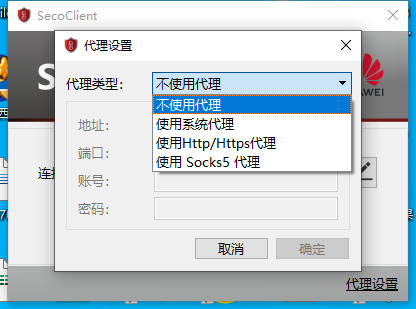 SecoClient
代理设置
代理类型:
不使用代理
不使用代理
使用系统代理
使用Http/Https代理
使用 Socks5 代理
地址:
端口:
账号:
密码:
取消
确定
代理设置